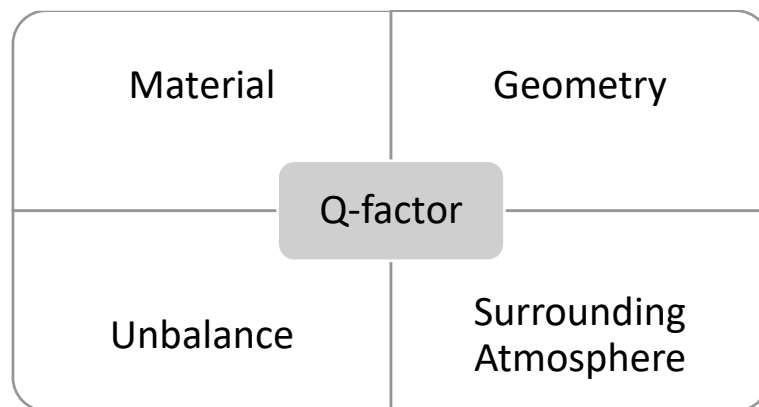 Material
Geometry
Q-factor
Unbalance
Surrounding
Atmosphere